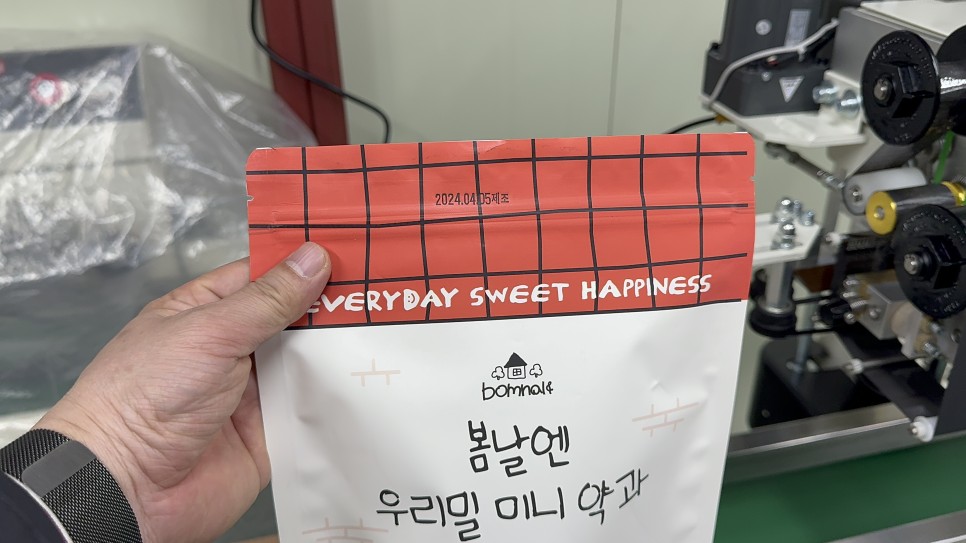 2024.04.05제조
EVERYDAY SWEET HAPPINESS
bomnal4
봄날엔
우리밀 미니 약과